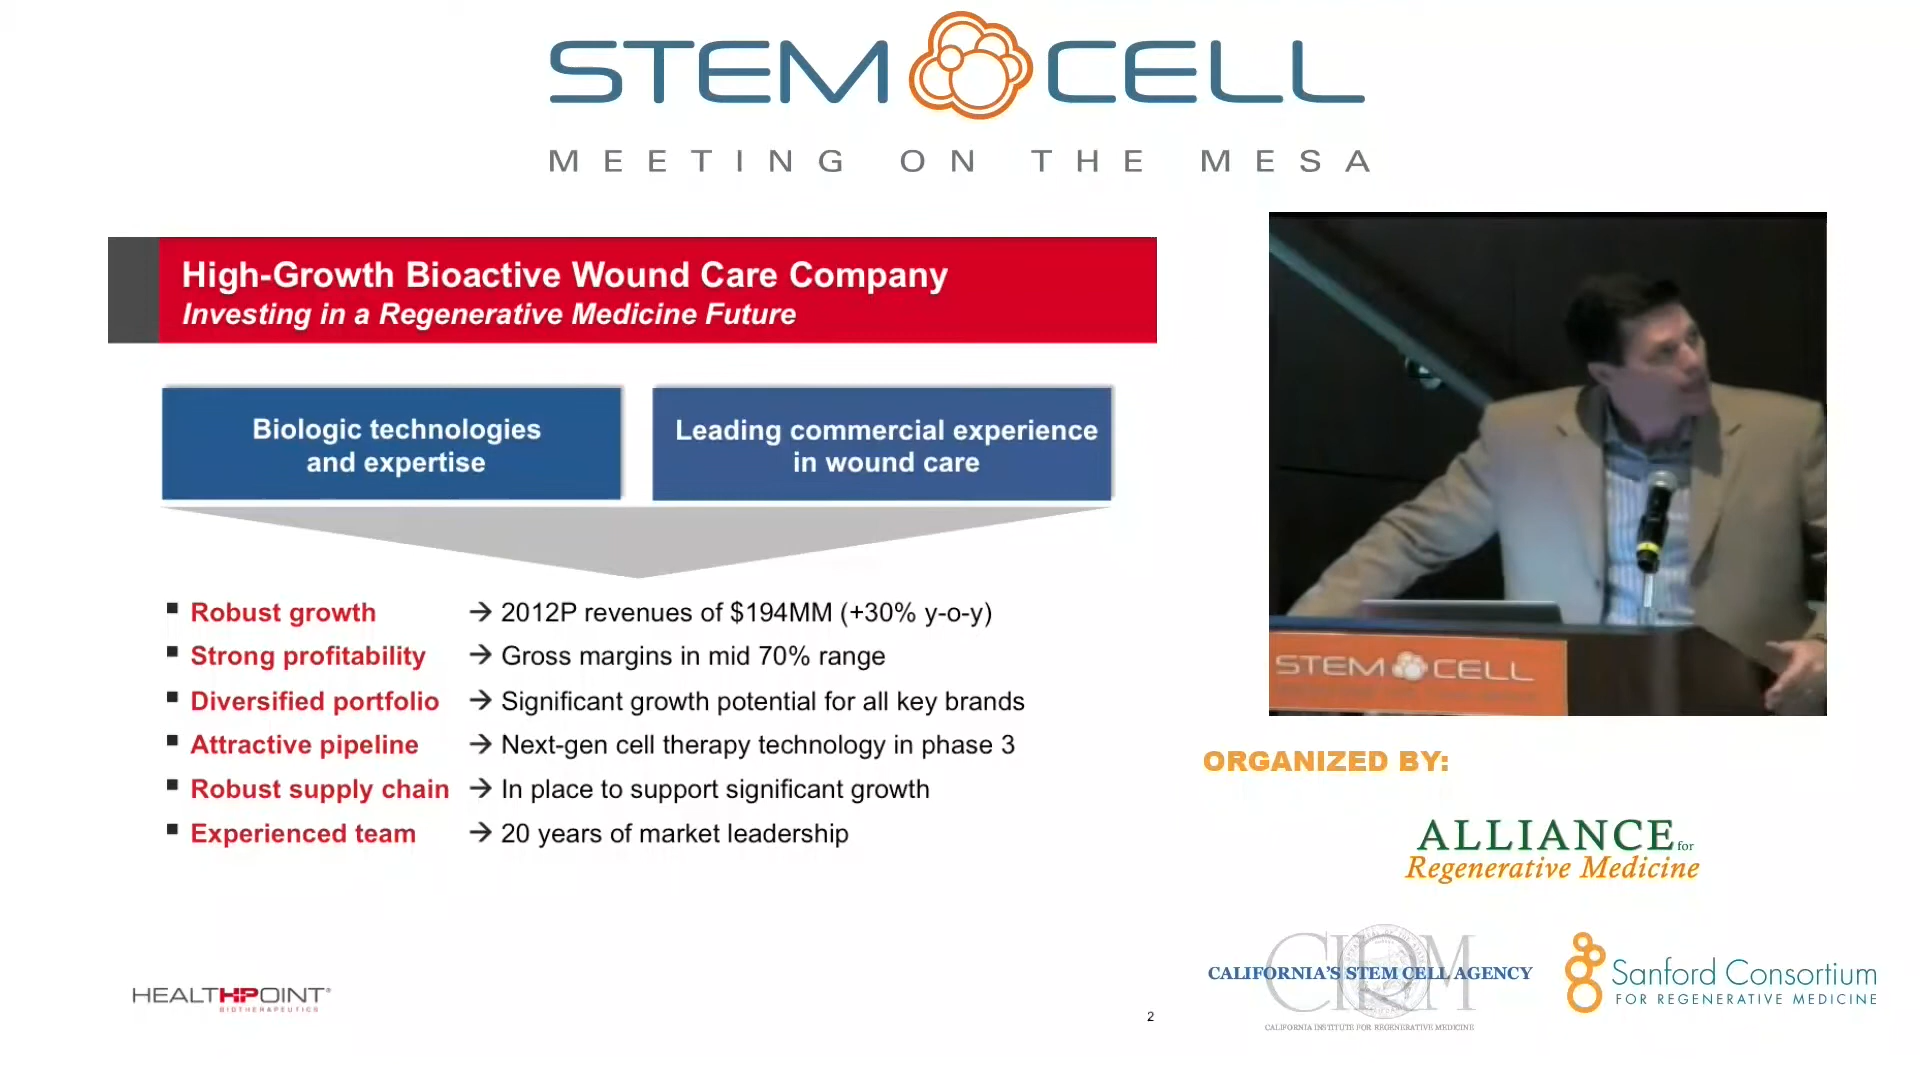 STEM CELL
MEETING ON THE MESA
High-Growth Bioactive Wound Care Company
Investing in a Regenerative Medicine Future
Biologic technologies
and expertise
Leading commercial experience
in wound care
▪ Robust growth → 2012P revenues of $194MM (+30% y-o-y)
▪ Strong profitability → Gross margins in mid 70% range
▪ Diversified portfolio → Significant growth potential for all key brands
▪ Attractive pipeline → Next-gen cell therapy technology in phase 3
▪ Robust supply chain → In place to support significant growth
▪ Experienced team → 20 years of market leadership
HEALTHPOINT®
BIOTHERAPEUTICS
2
STEM CELL
ORGANIZED BY:
ALLIANCE for
Regenerative Medicine
CIRM
CALIFORNIA'S STEM CELL AGENCY
CALIFORNIA INSTITUTE FOR REGENERATIVE MEDICINE
Sanford Consortium
FOR REGENERATIVE MEDICINE